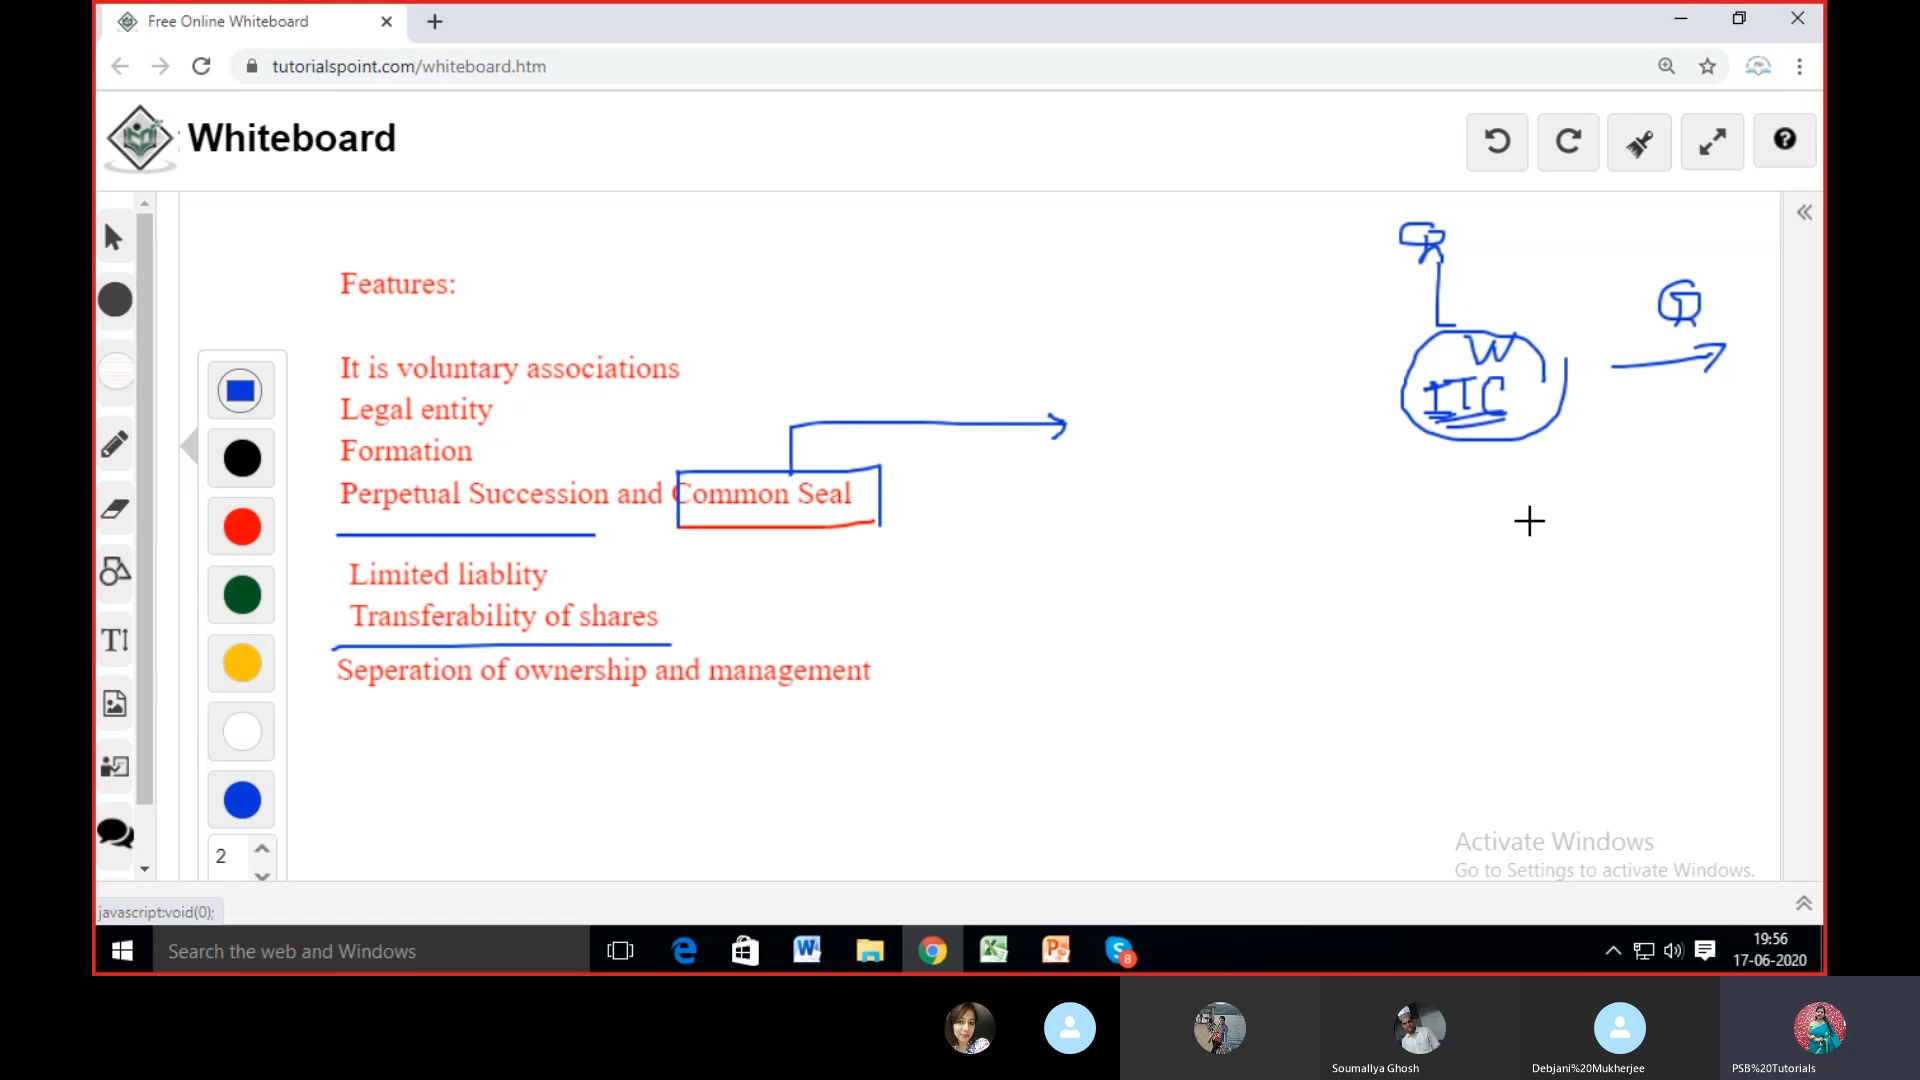 Free Online Whiteboard
tutorialspoint.com/whiteboard.htm
Whiteboard
Features:
It is voluntary associations
Legal entity
Formation
Perpetual Succession and Common Seal
Limited liablity
Transferability of shares
Seperation of ownership and management
W
ITC
2
Activate Windows
Go to Settings to activate Windows.
javascript:void(0);
Search the web and Windows
8
19:56
17-06-2020
Soumallya Ghosh
Debjani%20Mukherjee
PSB%20Tutorials